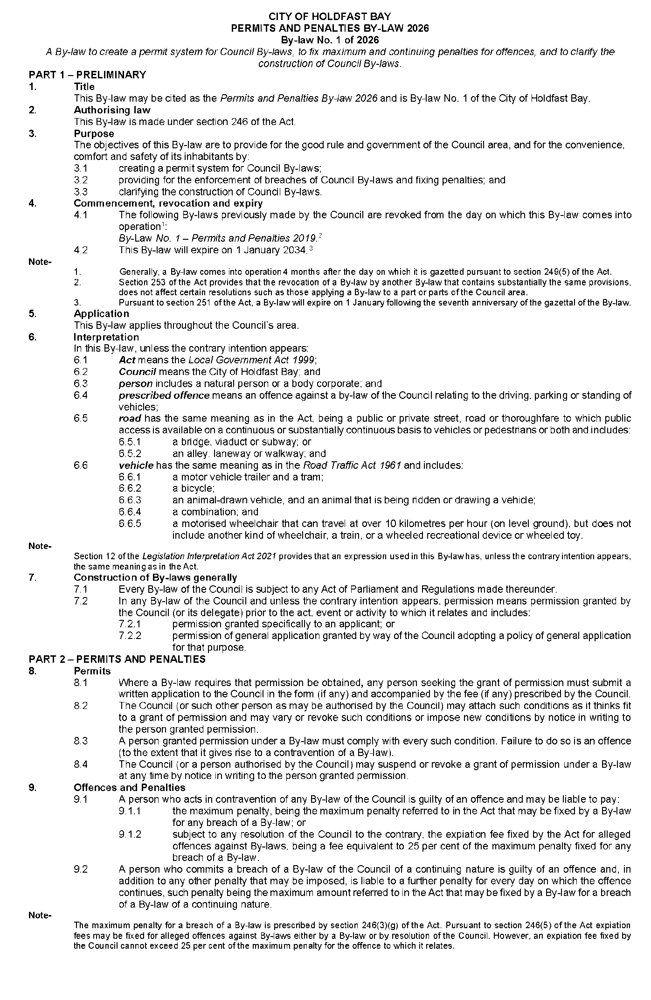 CITY OF HOLDFAST BAY
PERMITS AND PENALTIES BY-LAW 2026
By-law No. 1 of 2026
A By-law to create a permit system for Council By-laws, to fix maximum and continuing penalties for offences, and to clarify the
construction of Council By-laws.
PART 1 – PRELIMINARY
1. Title
This By-law may be cited as the Permits and Penalties By-law 2026 and is By-law No. 1 of the City of Holdfast Bay.
2. Authorising law
This By-law is made under section 246 of the Act.
3. Purpose
The objectives of this By-law are to provide for the good rule and government of the Council area, and for the convenience,
comfort and safety of its inhabitants by:
3.1 creating a permit system for Council By-laws;
3.2 providing for the enforcement of breaches of Council By-laws and fixing penalties; and
3.3 clarifying the construction of Council By-laws.
4. Commencement, revocation and expiry
4.1 The following By-laws previously made by the Council are revoked from the day on which this By-law comes into
operation¹:
By-Law No. 1 – Permits and Penalties 2019.²
4.2 This By-law will expire on 1 January 2034.³
Note-
1. Generally, a By-law comes into operation 4 months after the day on which it is gazetted pursuant to section 249(5) of the Act.
2. Section 253 of the Act provides that the revocation of a By-law by another By-law that contains substantially the same provisions,
does not affect certain resolutions such as those applying a By-law to a part or parts of the Council area.
3. Pursuant to section 251 of the Act, a By-law will expire on 1 January following the seventh anniversary of the gazettal of the By-law.
5. Application
This By-law applies throughout the Council's area.
6. Interpretation
In this By-law, unless the contrary intention appears:
6.1 Act means the Local Government Act 1999;
6.2 Council means the City of Holdfast Bay; and
6.3 person includes a natural person or a body corporate; and
6.4 prescribed offence means an offence against a by-law of the Council relating to the driving, parking or standing of
vehicles;
6.5 road has the same meaning as in the Act, being a public or private street, road or thoroughfare to which public
access is available on a continuous or substantially continuous basis to vehicles or pedestrians or both and includes:
6.5.1 a bridge, viaduct or subway; or
6.5.2 an alley, laneway or walkway; and
6.6 vehicle has the same meaning as in the Road Traffic Act 1961 and includes:
6.6.1 a motor vehicle trailer and a tram;
6.6.2 a bicycle;
6.6.3 an animal-drawn vehicle, and an animal that is being ridden or drawing a vehicle;
6.6.4 a combination; and
6.6.5 a motorised wheelchair that can travel at over 10 kilometres per hour (on level ground), but does not
include another kind of wheelchair, a train, or a wheeled recreational device or wheeled toy.
Note-
Section 12 of the Legislation Interpretation Act 2021 provides that an expression used in this By-law has, unless the contrary intention appears,
the same meaning as in the Act.
7. Construction of By-laws generally
7.1 Every By-law of the Council is subject to any Act of Parliament and Regulations made thereunder.
7.2 In any By-law of the Council and unless the contrary intention appears, permission means permission granted by
the Council (or its delegate) prior to the act, event or activity to which it relates and includes:
7.2.1 permission granted specifically to an applicant; or
7.2.2 permission of general application granted by way of the Council adopting a policy of general application
for that purpose.
PART 2 – PERMITS AND PENALTIES
8. Permits
8.1 Where a By-law requires that permission be obtained, any person seeking the grant of permission must submit a
written application to the Council in the form (if any) and accompanied by the fee (if any) prescribed by the Council.
8.2 The Council (or such other person as may be authorised by the Council) may attach such conditions as it thinks fit
to a grant of permission and may vary or revoke such conditions or impose new conditions by notice in writing to
the person granted permission.
8.3 A person granted permission under a By-law must comply with every such condition. Failure to do so is an offence
(to the extent that it gives rise to a contravention of a By-law).
8.4 The Council (or a person authorised by the Council) may suspend or revoke a grant of permission under a By-law
at any time by notice in writing to the person granted permission.
9. Offences and Penalties
9.1 A person who acts in contravention of any By-law of the Council is guilty of an offence and may be liable to pay:
9.1.1 the maximum penalty, being the maximum penalty referred to in the Act that may be fixed by a By-law
for any breach of a By-law; or
9.1.2 subject to any resolution of the Council to the contrary, the expiation fee fixed by the Act for alleged
offences against By-laws, being a fee equivalent to 25 per cent of the maximum penalty fixed for any
breach of a By-law.
9.2 A person who commits a breach of a By-law of the Council of a continuing nature is guilty of an offence and, in
addition to any other penalty that may be imposed, is liable to a further penalty for every day on which the offence
continues, such penalty being the maximum amount referred to in the Act that may be fixed by a By-law for a breach
of a By-law of a continuing nature.
Note-
The maximum penalty for a breach of a By-law is prescribed by section 246(3)(g) of the Act. Pursuant to section 246(5) of the Act expiation
fees may be fixed for alleged offences against By-laws either by a By-law or by resolution of the Council. However, an expiation fee fixed by
the Council cannot exceed 25 per cent of the maximum penalty for the offence to which it relates.